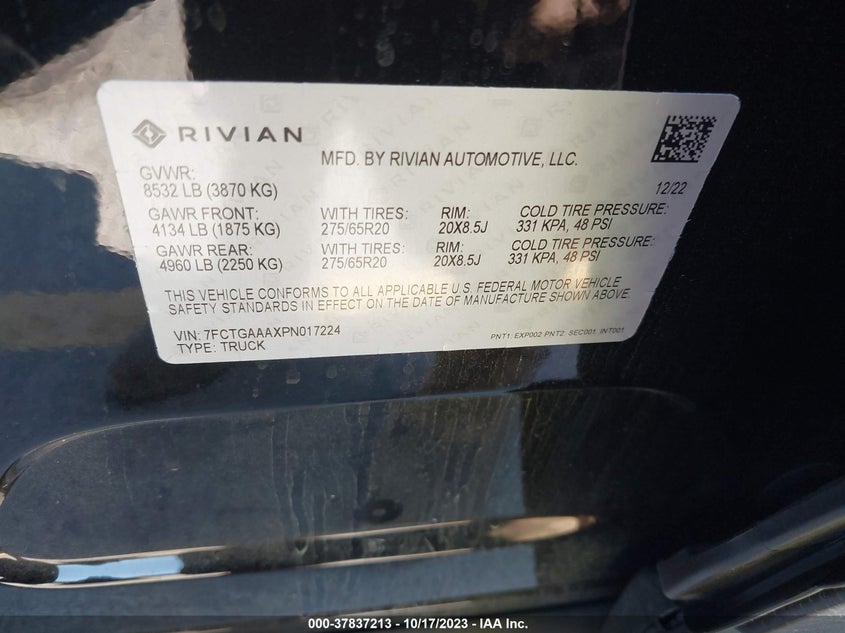 RIVIAN
MFD. BY RIVIAN AUTOMOTIVE, LLC.
GVWR:
8532 LB (3870 KG)
12/22
GAWR FRONT: WITH TIRES: RIM: COLD TIRE PRESSURE:
4134 LB (1875 KG) 275/65R20 20X8.5J 331 KPA, 48 PSI
GAWR REAR: WITH TIRES: RIM: COLD TIRE PRESSURE:
4960 LB (2250 KG) 275/65R20 20X8.5J 331 KPA, 48 PSI
THIS VEHICLE CONFORMS TO ALL APPLICABLE U.S. FEDERAL MOTOR VEHICLE
SAFETY STANDARDS IN EFFECT ON THE DATE OF MANUFACTURE SHOWN ABOVE.
VIN: 7FCTGAAAXPN017224
TYPE: TRUCK
PNT1: EXP002 PNT2: SEC001 INT001
000-37837213 - 10/17/2023 - IAA Inc.